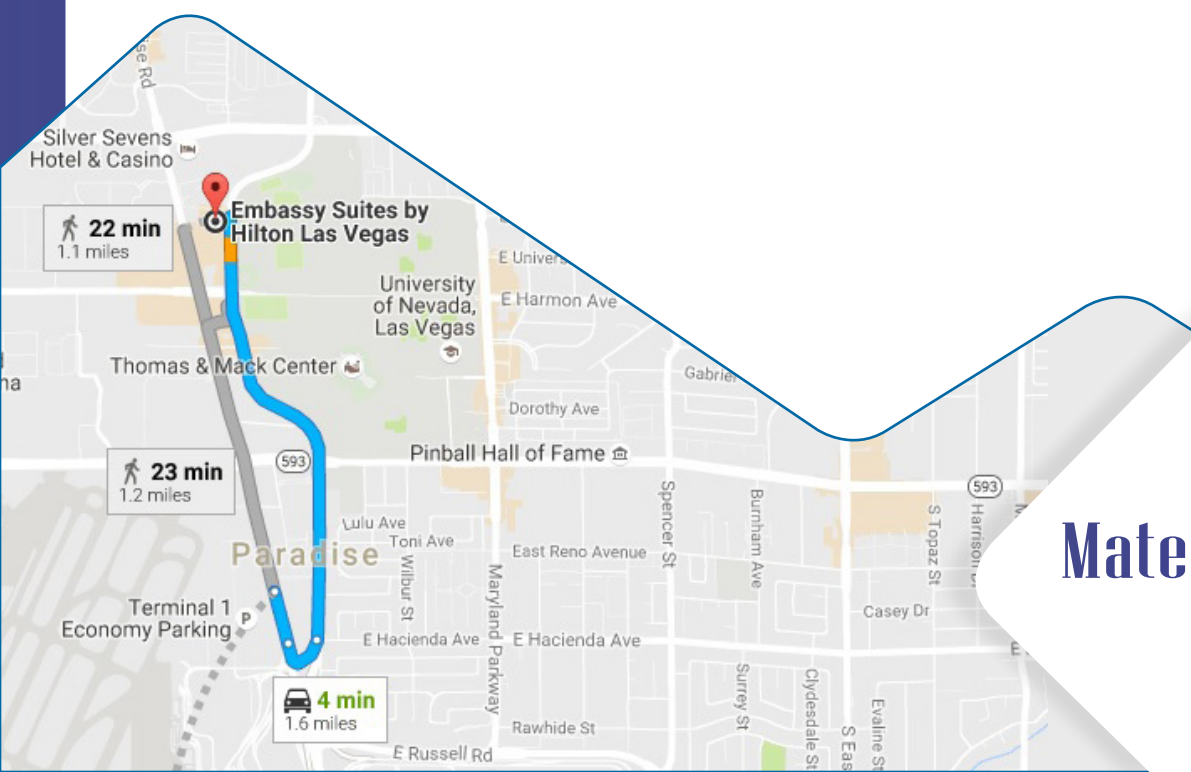 se Rd
Silver Sevens
Hotel & Casino
22 min
1.1 miles
Embassy Suites by
Hilton Las Vegas
E Univers
University
of Nevada,
Las Vegas
E Harmon Ave
Thomas & Mack Center
ha
Gabriel
Dorothy Ave
Pinball Hall of Fame
593
23 min
1.2 miles
593
Spencer St
Burnham Ave
S Topaz St
Harrison D
Lulu Ave
Toni Ave
Paradise
Wilbur St
East Reno Avenue
Maryland Parkway
Mate
Terminal 1
Economy Parking
P
Casey Dr
E Hacienda Ave
E Hacienda Ave
E
4 min
1.6 miles
Surrey St
Clydesdale St
Evaline St
S Eas
Rawhide St
E Russell Rd